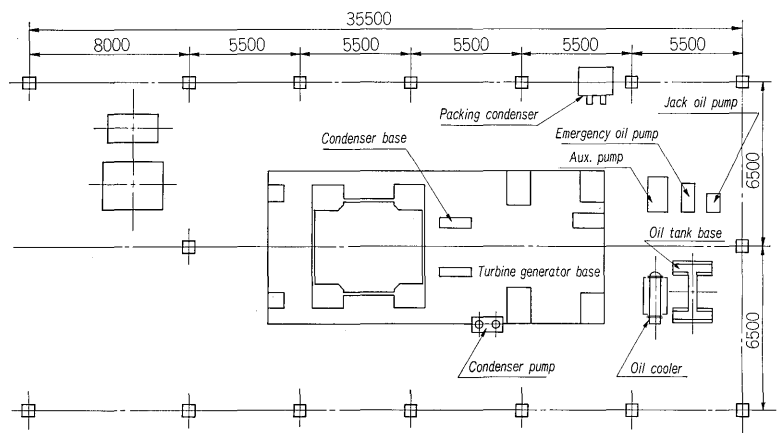 35500
8000 5500 5500 5500 5500 5500
Packing condenser
Jack oil pump
Condenser base
Emergency oil pump
Aux. pump
6500
Oil tank base
Turbine generator base
6500
Condenser pump
Oil cooler